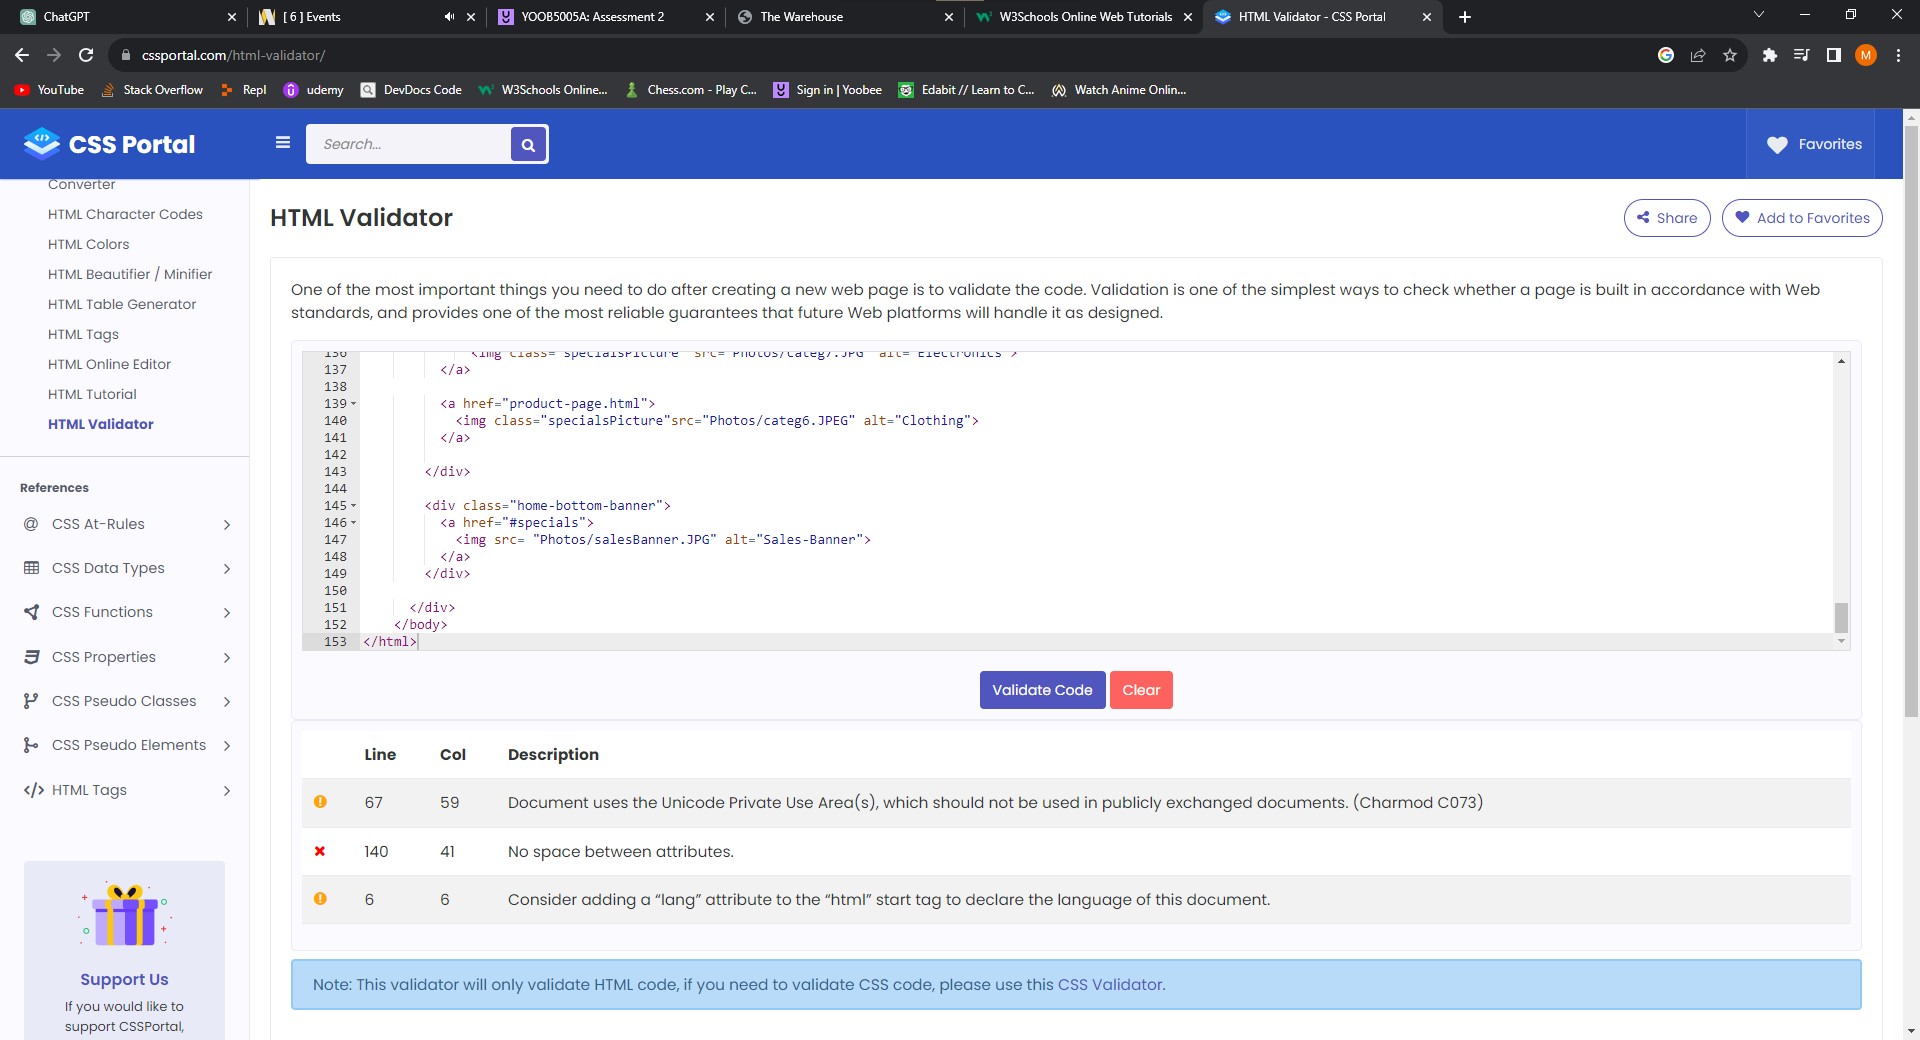 ChatGPT
[ 6 ] Events
YOOB5005A: Assessment 2
The Warehouse
W3Schools Online Web Tutorials
HTML Validator - CSS Portal
cssportal.com/html-validator/
M
YouTube
Stack Overflow
Repl
udemy
DevDocs Code
W3Schools Online...
Chess.com - Play C...
Sign in | Yoobee
Edabit // Learn to C...
Watch Anime Onlin...
CSS Portal
Search...
Favorites
Converter
HTML Character Codes
HTML Colors
HTML Beautifier / Minifier
HTML Table Generator
HTML Tags
HTML Online Editor
HTML Tutorial
HTML Validator
References
CSS At-Rules
CSS Data Types
CSS Functions
CSS Properties
CSS Pseudo Classes
CSS Pseudo Elements
HTML Tags
Support Us
If you would like to
support CSSPortal,
HTML Validator
Share
Add to Favorites
One of the most important things you need to do after creating a new web page is to validate the code. Validation is one of the simplest ways to check whether a page is built in accordance with Web
standards, and provides one of the most reliable guarantees that future Web platforms will handle it as designed.
136 <img class="specialsPicture" src="Photos/categ7.JPG" alt="Electronics">
137 </a>
138
139 <a href="product-page.html">
140 <img class="specialsPicture"src="Photos/categ6.JPEG" alt="Clothing">
141 </a>
142
143 </div>
144
145 <div class="home-bottom-banner">
146 <a href="#specials">
147 <img src= "Photos/salesBanner.JPG" alt="Sales-Banner">
148 </a>
149 </div>
150
151 </div>
152 </body>
153 </html>
Validate Code
Clear
Line Col Description
67 59 Document uses the Unicode Private Use Area(s), which should not be used in publicly exchanged documents. (Charmod C073)
140 41 No space between attributes.
6 6 Consider adding a “lang” attribute to the “html” start tag to declare the language of this document.
Note: This validator will only validate HTML code, if you need to validate CSS code, please use this CSS Validator.